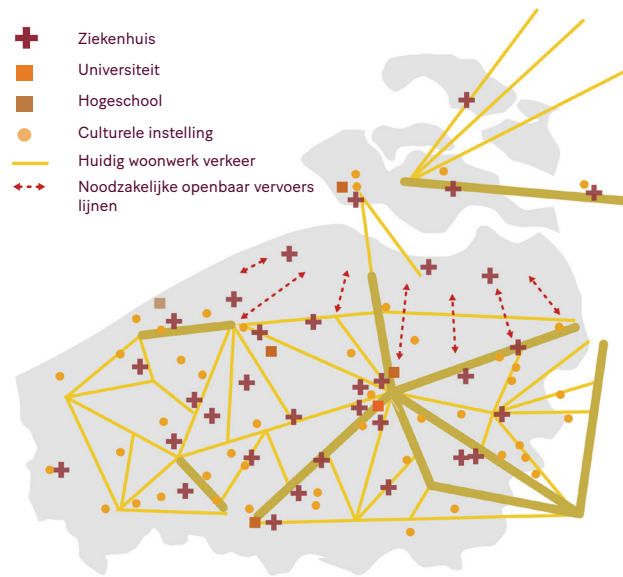 Ziekenhuis
Universiteit
Hogeschool
Culturele instelling
Huidig woonwerk verkeer
Noodzakelijke openbaar vervoers
lijnen